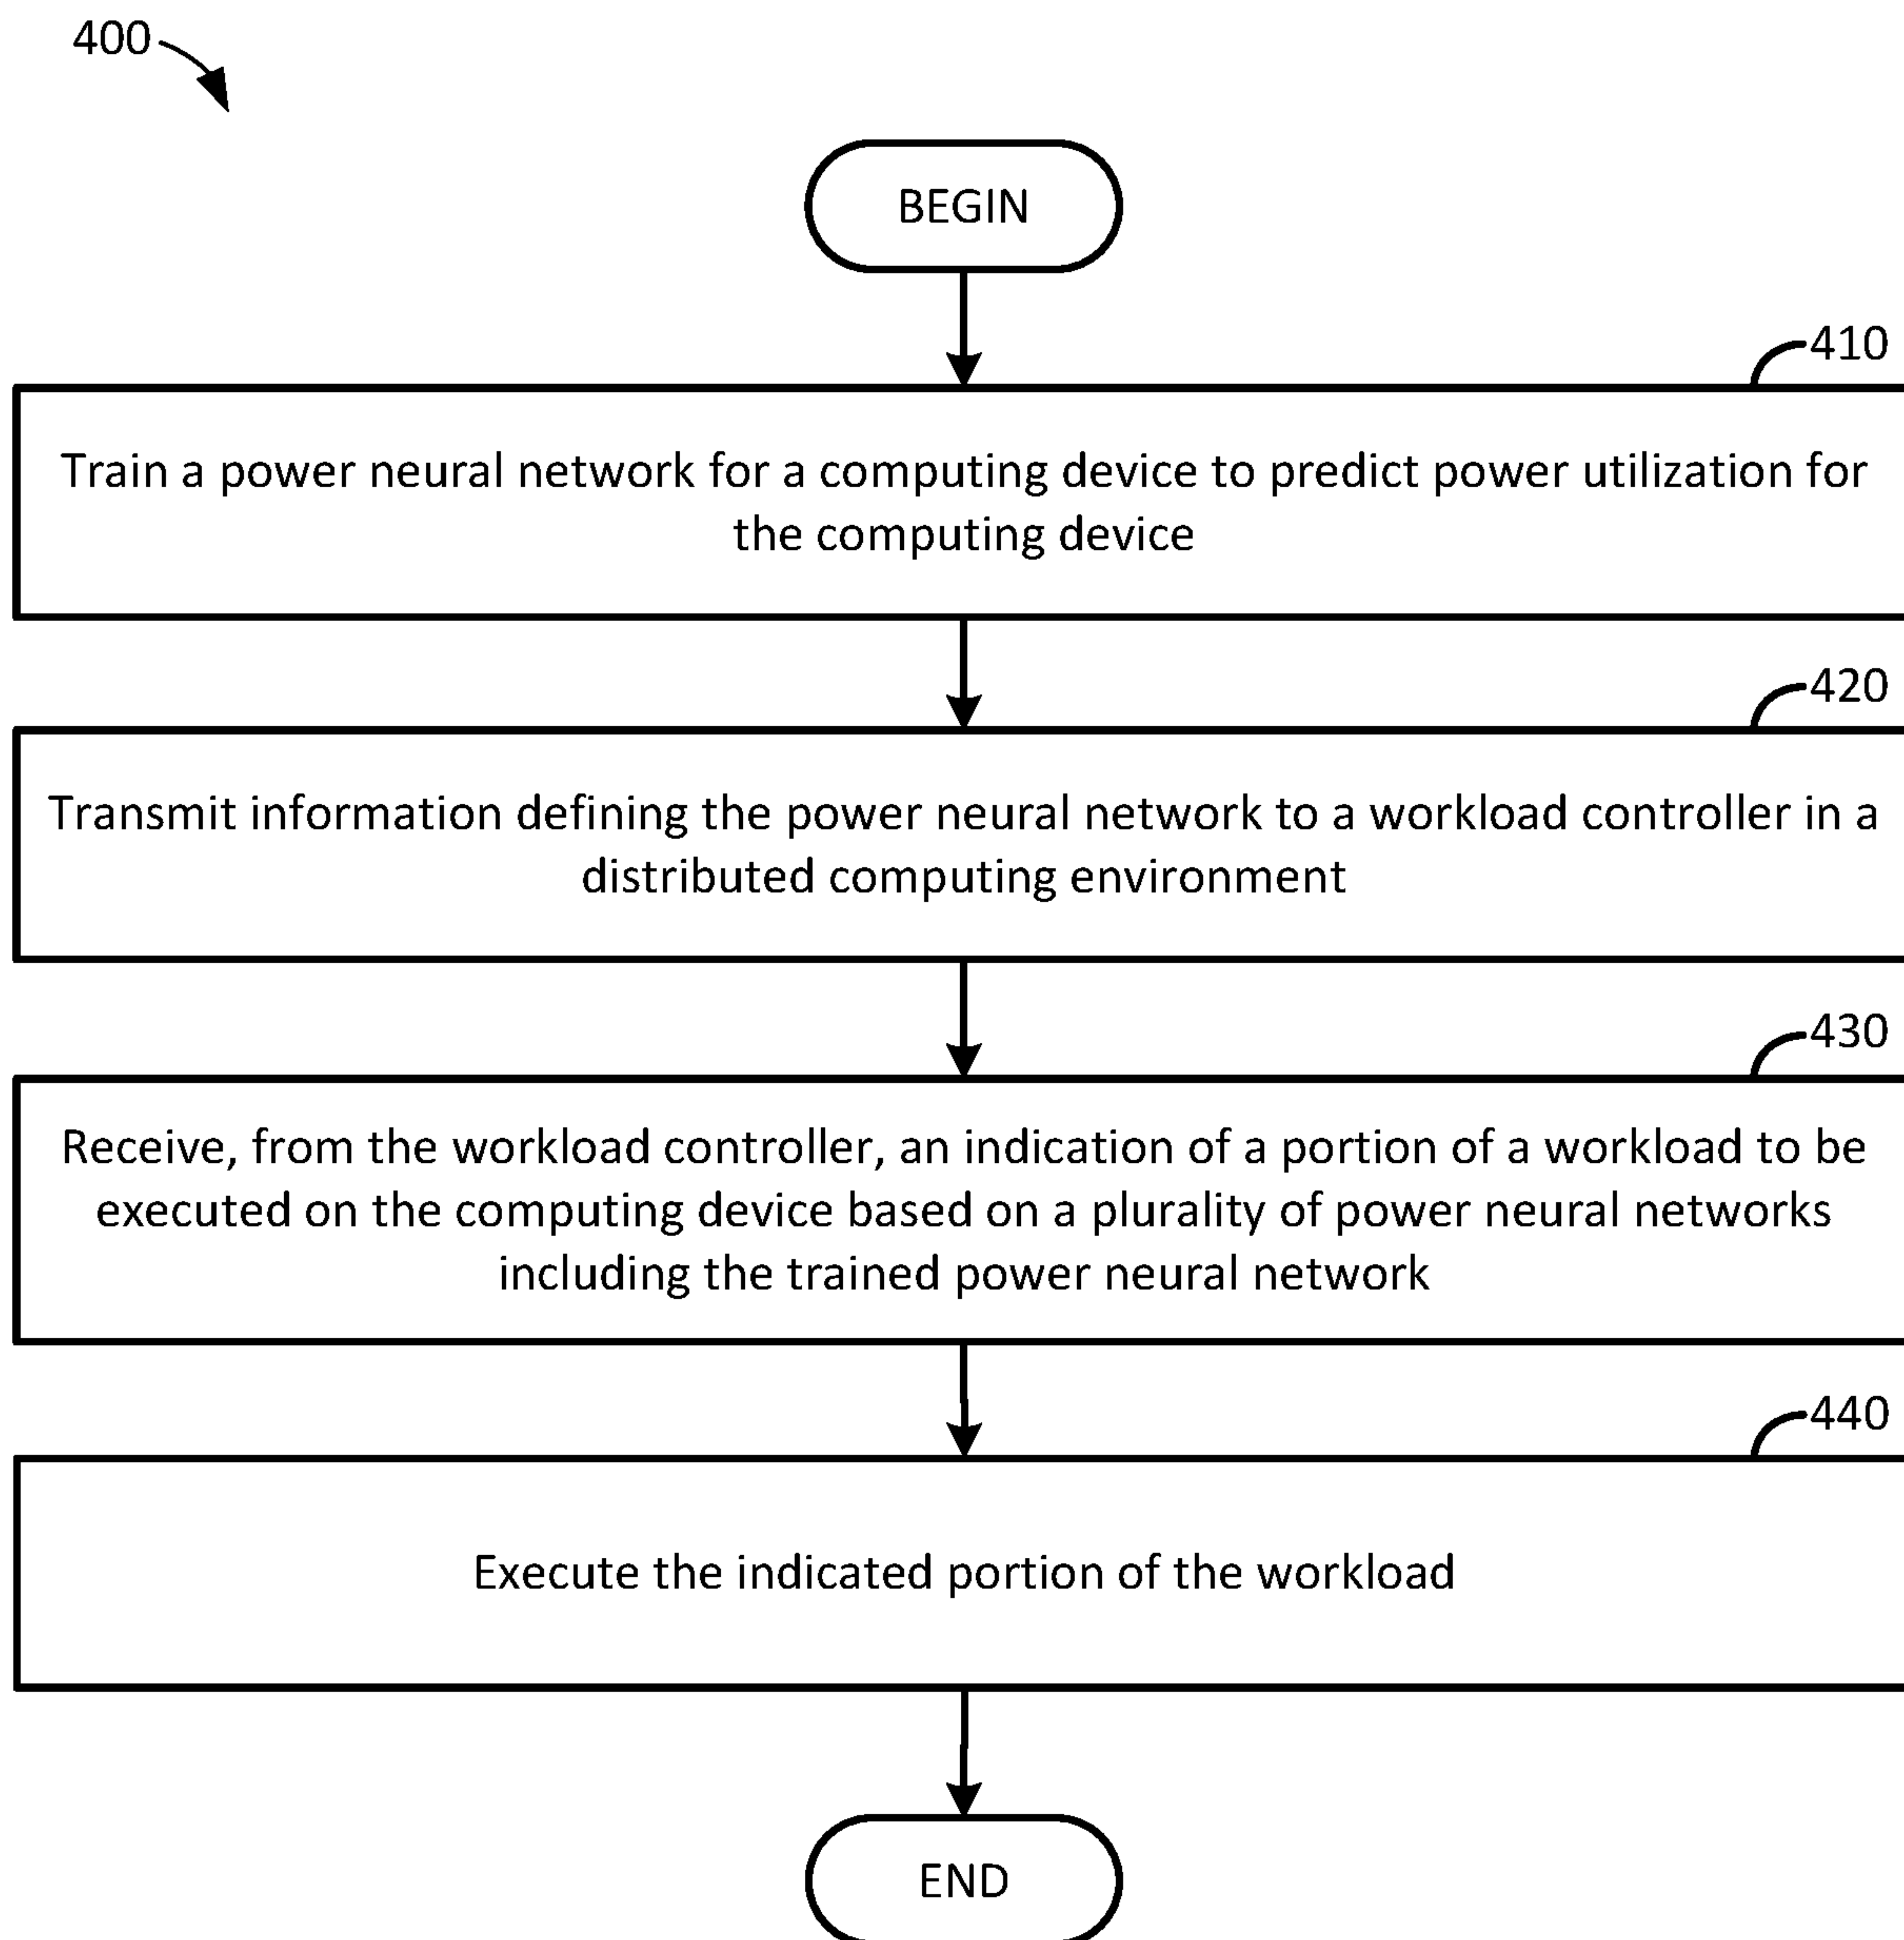 400
BEGIN
410
Train a power neural network for a computing device to predict power utilization for
the computing device
420
Transmit information defining the power neural network to a workload controller in a
distributed computing environment
430
Receive, from the workload controller, an indication of a portion of a workload to be
executed on the computing device based on a plurality of power neural networks
including the trained power neural network
440
Execute the indicated portion of the workload
END